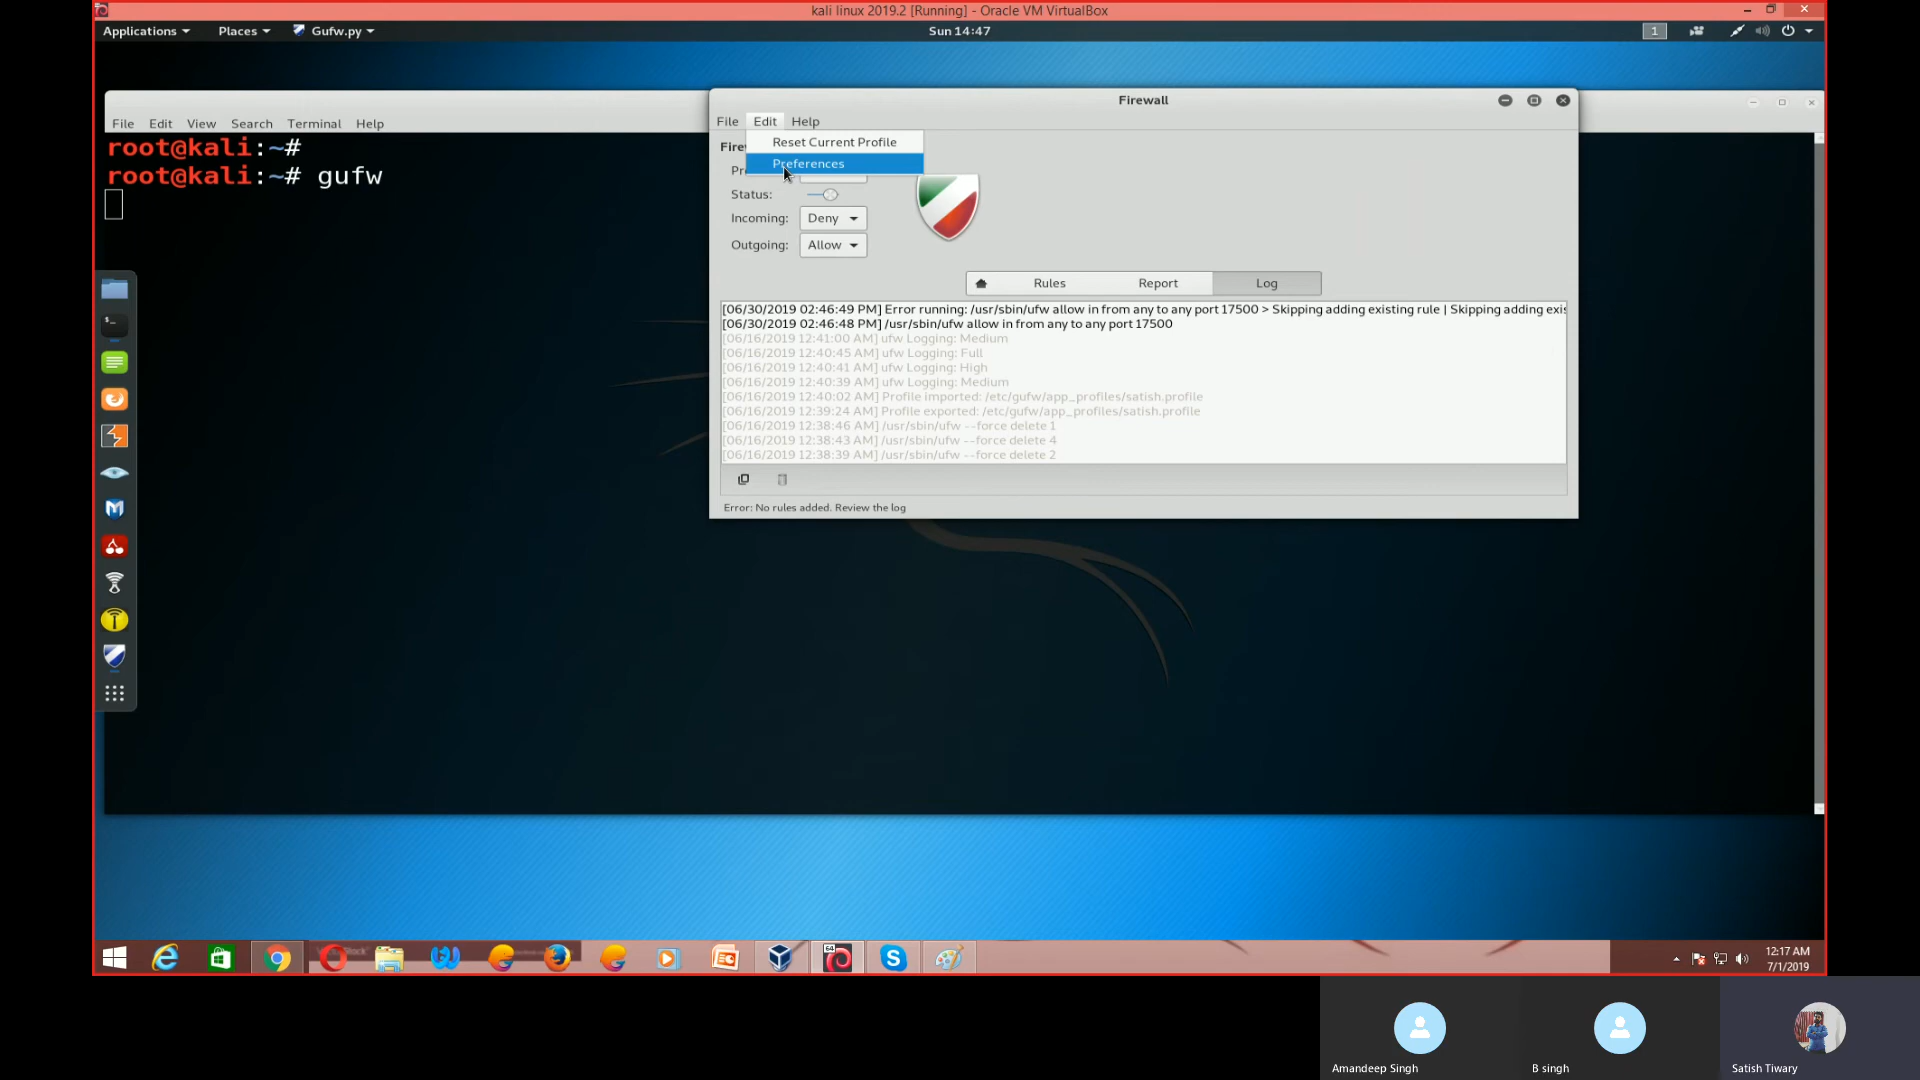 kali linux 2019.2 [Running] - Oracle VM VirtualBox
Applications Places Gufw.py Sun 14:47 1
File Edit View Search Terminal Help
root@kali:~#
root@kali:~# gufw
Firewall
File Edit Help
Reset Current Profile
Preferences
Status:
Incoming: Deny
Outgoing: Allow
Rules Report Log
[06/30/2019 02:46:49 PM] Error running: /usr/sbin/ufw allow in from any to any port 17500 > Skipping adding existing rule | Skipping adding exis
[06/30/2019 02:46:48 PM] /usr/sbin/ufw allow in from any to any port 17500
[06/16/2019 12:41:00 AM] ufw Logging: Medium
[06/16/2019 12:40:45 AM] ufw Logging: Full
[06/16/2019 12:40:41 AM] ufw Logging: High
[06/16/2019 12:40:39 AM] ufw Logging: Medium
[06/16/2019 12:40:02 AM] Profile imported: /etc/gufw/app_profiles/satish.profile
[06/16/2019 12:39:24 AM] Profile exported: /etc/gufw/app_profiles/satish.profile
[06/16/2019 12:38:46 AM] /usr/sbin/ufw --force delete 1
[06/16/2019 12:38:43 AM] /usr/sbin/ufw --force delete 4
[06/16/2019 12:38:39 AM] /usr/sbin/ufw --force delete 2
Error: No rules added. Review the log
64
12:17 AM
7/1/2019
Amandeep Singh
B singh
Satish Tiwary